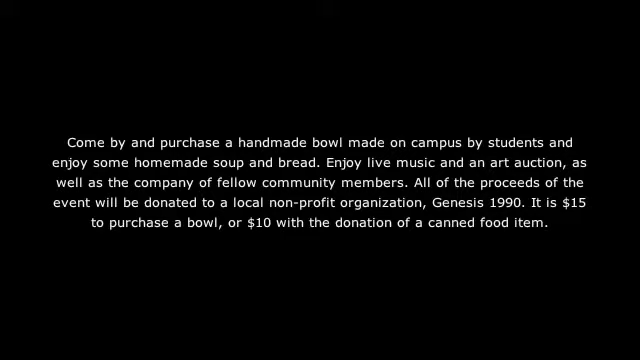 Come by and purchase a handmade bowl made on campus by students and
enjoy some homemade soup and bread. Enjoy live music and an art auction, as
well as the company of fellow community members. All of the proceeds of the
event will be donated to a local non-profit organization, Genesis 1990. It is $15
to purchase a bowl, or $10 with the donation of a canned food item.